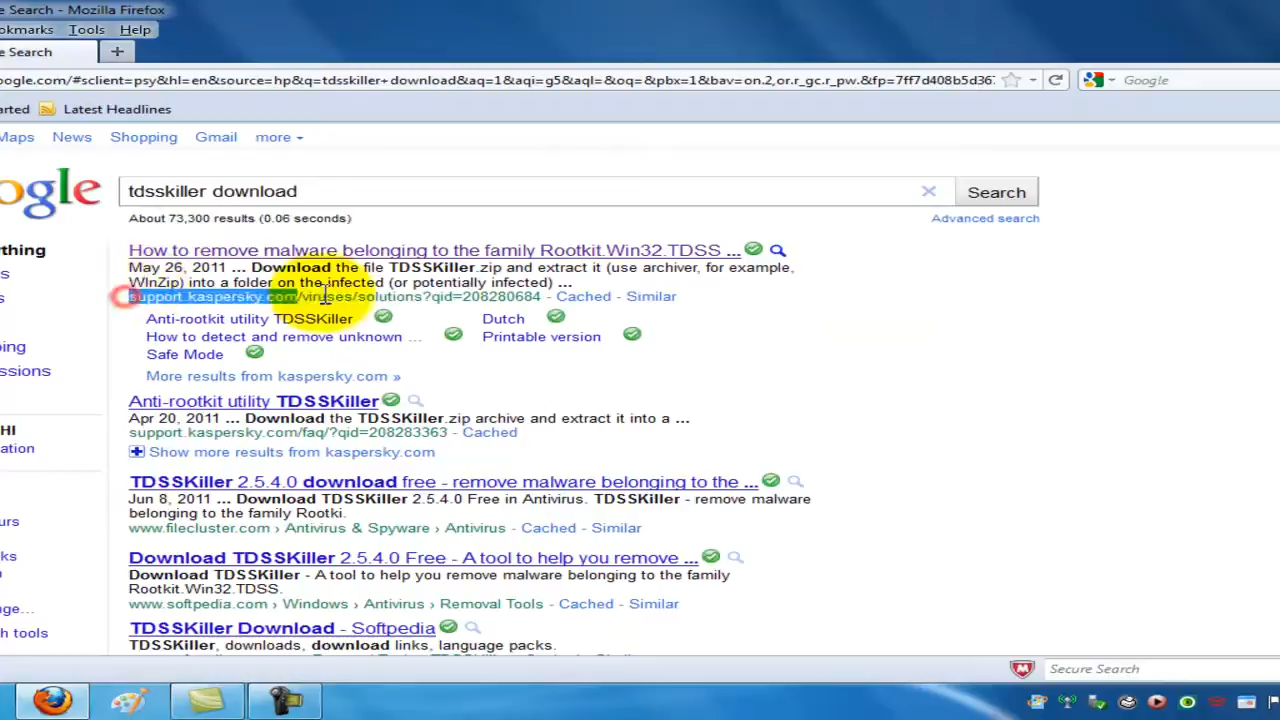 e Search - Mozilla Firefox
okmarks Tools Help
e Search +
oogle.com/#sclient=psy&hl=en&source=hp&q=tdsskiller+download&aq=1&aqi=g5&aql=&oq=&pbx=1&bav=on.2,or.r_gc.r_pw.&fp=7ff7d408b5d367 Google
arted Latest Headlines
Maps News Shopping Gmail more
ogle tdsskiller download Search
About 73,300 results (0.06 seconds) Advanced search
rything
How to remove malware belonging to the family Rootkit.Win32.TDSS ...
May 26, 2011 ... Download the file TDSSKiller.zip and extract it (use archiver, for example,
WInZip) into a folder on the infected (or potentially infected) ...
support.kaspersky.com/viruses/solutions?qid=208280684 - Cached - Similar
Anti-rootkit utility TDSSKiller Dutch
How to detect and remove unknown ... Printable version
Safe Mode
More results from kaspersky.com »
s
s
ping
ssions
HI
ation
Anti-rootkit utility TDSSKiller
Apr 20, 2011 ... Download the TDSSKiller.zip archive and extract it into a ...
support.kaspersky.com/faq/?qid=208283363 - Cached
Show more results from kaspersky.com
TDSSKiller 2.5.4.0 download free - remove malware belonging to the ...
Jun 8, 2011 ... Download TDSSKiller 2.5.4.0 Free in Antivirus. TDSSKiller - remove malware
belonging to the family Rootki.
www.filecluster.com › Antivirus & Spyware › Antivirus - Cached - Similar
urs
ks
n
ge...
h tools
Download TDSSKiller 2.5.4.0 Free - A tool to help you remove ...
Download TDSSKiller - A tool to help you remove malware belonging to the family
Rootkit.Win32.TDSS.
www.softpedia.com › Windows › Antivirus › Removal Tools - Cached - Similar
TDSSKiller Download - Softpedia
TDSSKiller, downloads, download links, language packs.
Secure Search